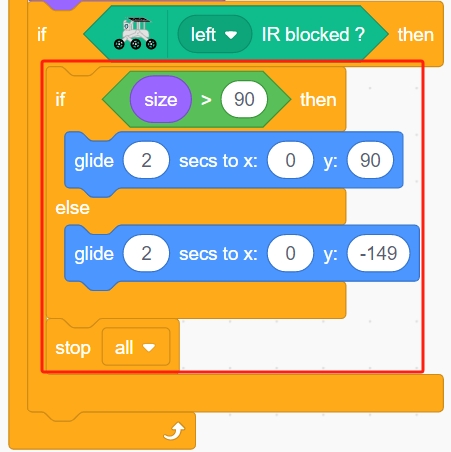 if left IR blocked ? then
if size > 90 then
glide 2 secs to x: 0 y: 90
else
glide 2 secs to x: 0 y: -149
stop all